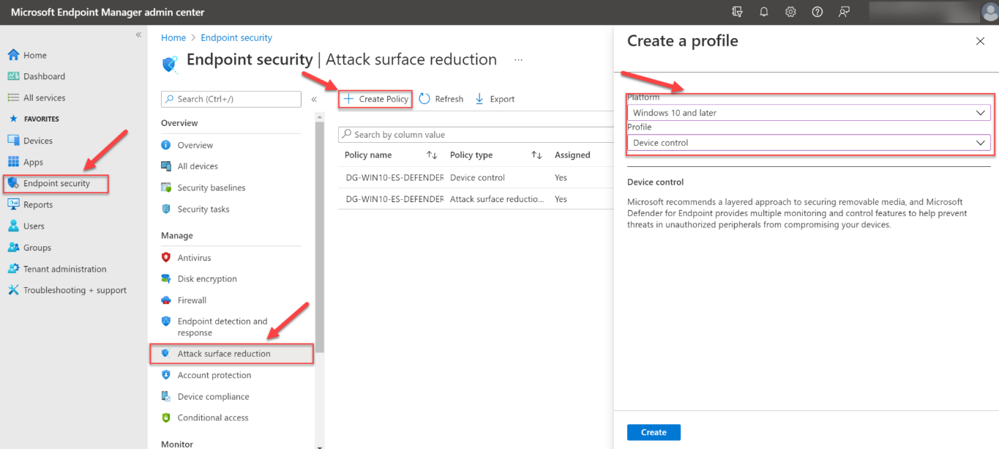 Microsoft Endpoint Manager admin center
Home
Dashboard
All services
FAVORITES
Devices
Apps
Endpoint security
Reports
Users
Groups
Tenant administration
Troubleshooting + support
Home > Endpoint security
Endpoint security | Attack surface reduction ...
Search (Ctrl+/)
Overview
Overview
All devices
Security baselines
Security tasks
Manage
Antivirus
Disk encryption
Firewall
Endpoint detection and
response
Attack surface reduction
Account protection
Device compliance
Conditional access
Monitor
Create Policy Refresh Export
Search by column value
Policy name Policy type Assigned
DG-WIN10-ES-DEFENDER Device control Yes
DG-WIN10-ES-DEFENDER Attack surface reductio... Yes
Create a profile
Platform
Windows 10 and later
Profile
Device control
Device control
Microsoft recommends a layered approach to securing removable media, and Microsoft
Defender for Endpoint provides multiple monitoring and control features to help prevent
threats in unauthorized peripherals from compromising your devices.
Create